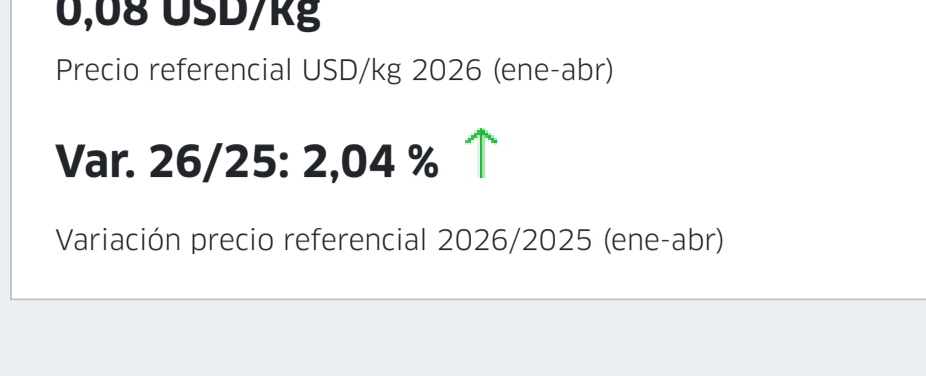 0,08 USD/kg
Precio referencial USD/kg 2026 (ene-abr)
Var. 26/25: 2,04 %
Variación precio referencial 2026/2025 (ene-abr)